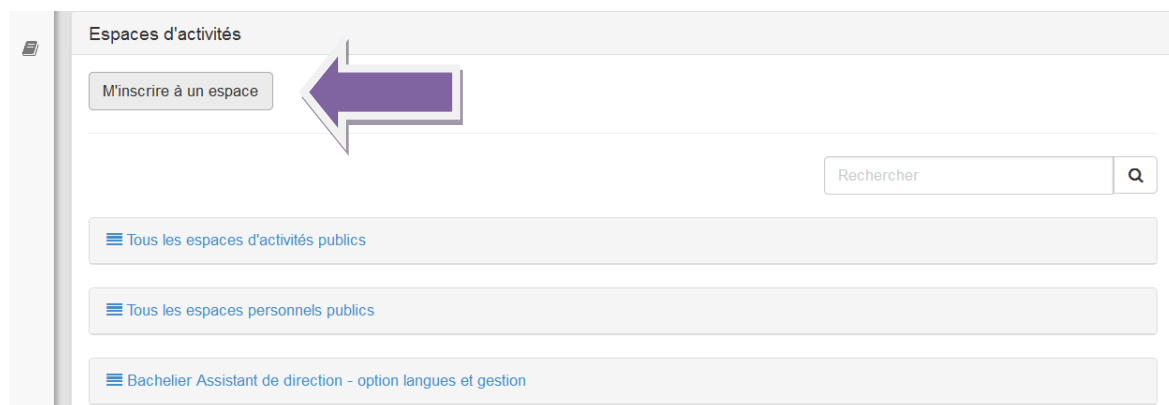 Espaces d'activités
M'inscrire à un espace
Rechercher
Tous les espaces d'activités publics
Tous les espaces personnels publics
Bachelier Assistant de direction - option langues et gestion